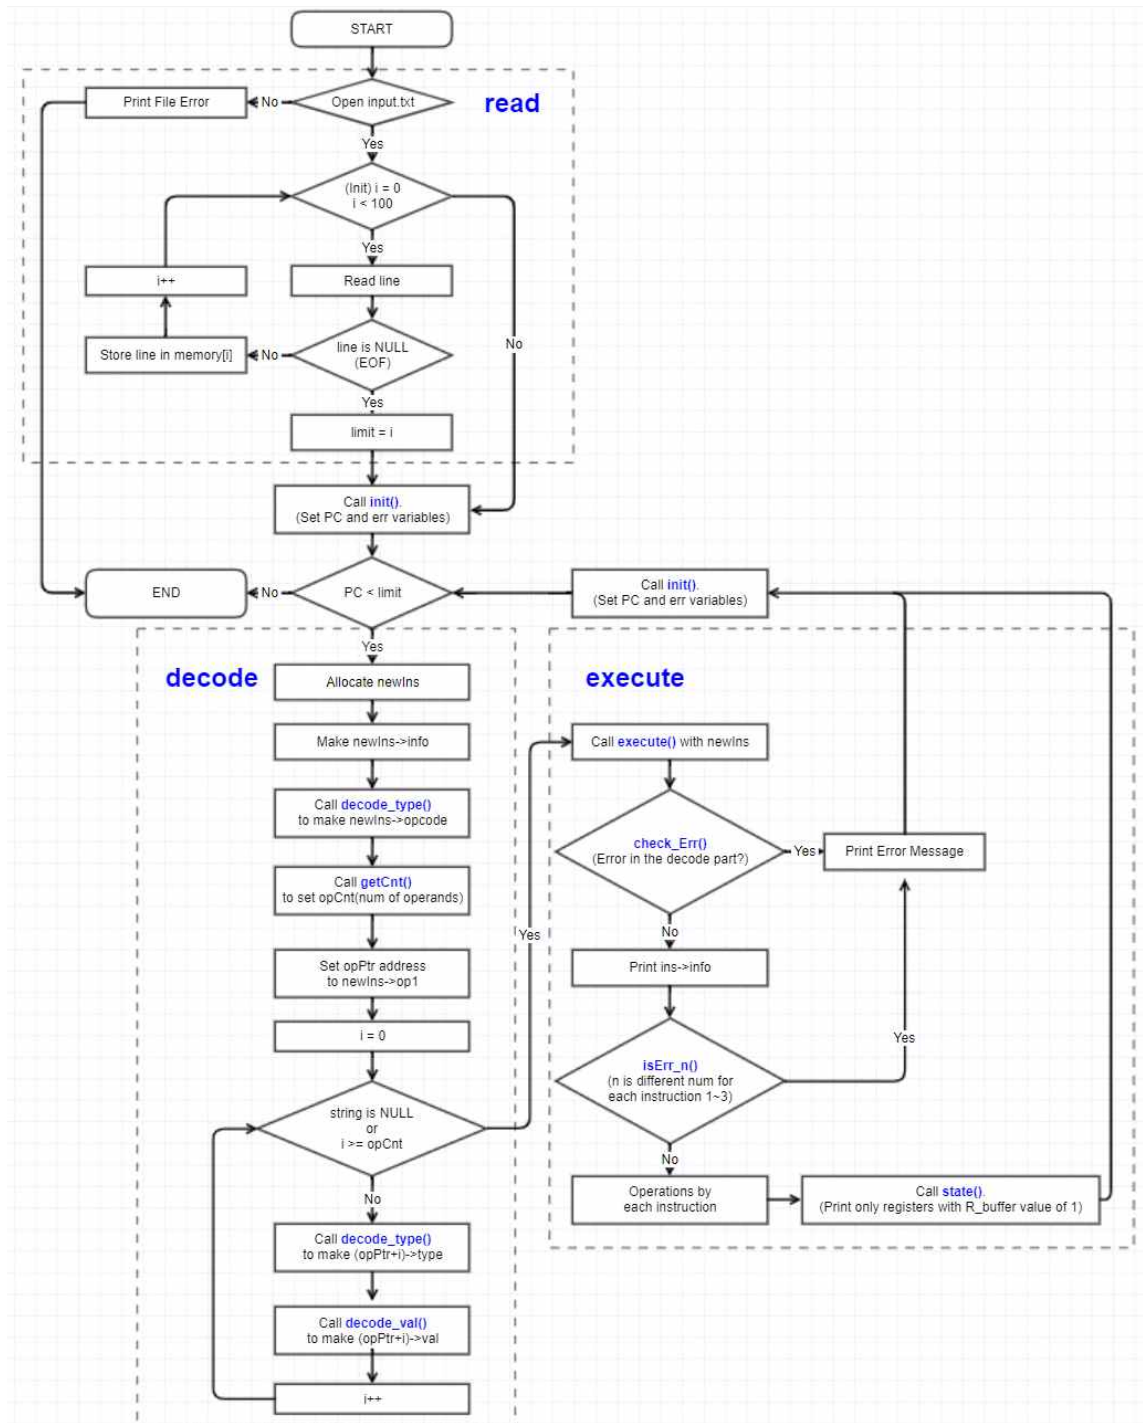 START
read
Print File Error
No
Open input.txt
Yes
(Init) i = 0
i < 100
Yes
i++
Read line
No
Store line in memory[i]
No
line is NULL
(EOF)
Yes
limit = i
Call init().
(Set PC and err variables)
END
No
PC < limit
Call init().
(Set PC and err variables)
Yes
decode
Allocate newIns
Make newIns->info
Call decode_type()
to make newIns->opcode
Call getCnt()
to set opCnt(num of operands)
Set opPtr address
to newIns->op1
i = 0
string is NULL
or
i >= opCnt
Yes
No
Call decode_type()
to make (opPtr+i)->type
Call decode_val()
to make (opPtr+i)->val
i++
execute
Call execute() with newIns
check_Err()
(Error in the decode part?)
Yes
Print Error Message
No
Print ins->info
isErr_n()
(n is different num for
each instruction 1~3)
Yes
No
Operations by
each instruction
Call state().
(Print only registers with R_buffer value of 1)